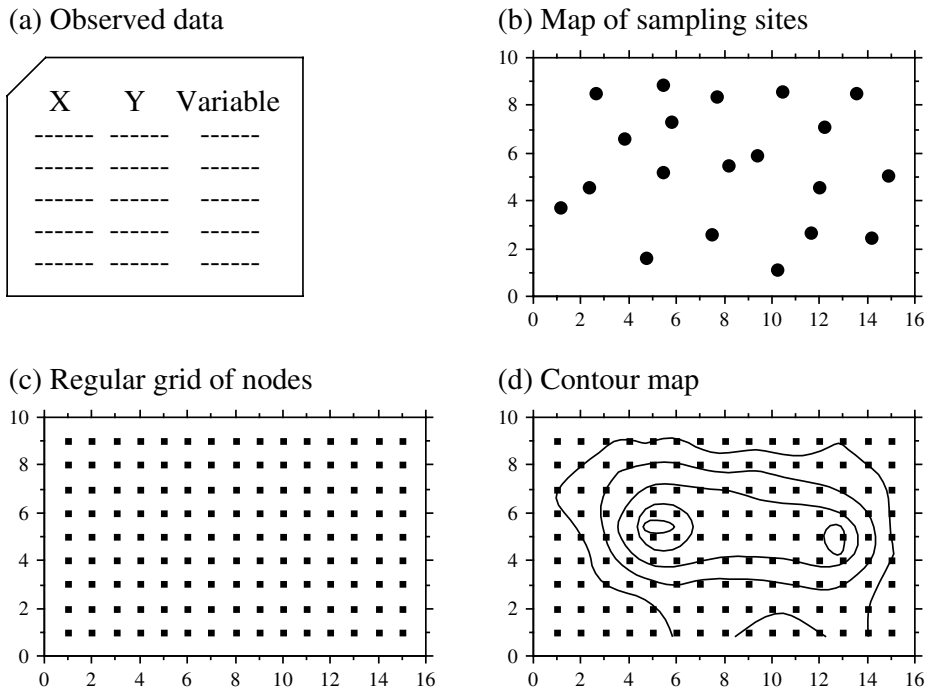 (a) Observed data
X Y Variable
(b) Map of sampling sites
10
8
6
4
2
0
0 2 4 6 8 10 12 14 16
(c) Regular grid of nodes
10
8
6
4
2
0
0 2 4 6 8 10 12 14 16
(d) Contour map
10
8
6
4
2
0
0 2 4 6 8 10 12 14 16